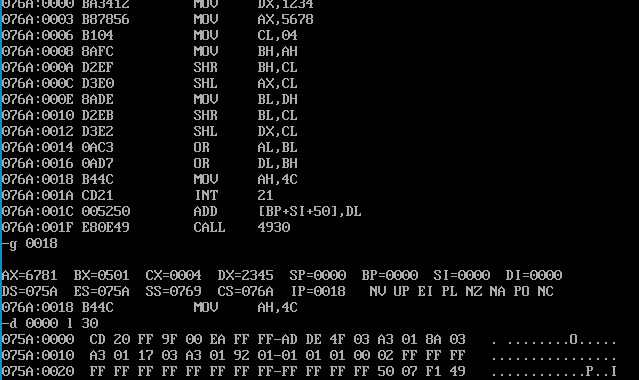 076A:0000 BA3412 MOV DX,1234
076A:0003 B87856 MOV AX,5678
076A:0006 B104 MOV CL,04
076A:0008 8AFC MOV BH,AH
076A:000A D2EF SHR BH,CL
076A:000C D3E0 SHL AX,CL
076A:000E 8ADE MOV BL,DH
076A:0010 D2EB SHR BL,CL
076A:0012 D3E2 SHL DX,CL
076A:0014 0AC3 OR AL,BL
076A:0016 0AD7 OR DL,BH
076A:0018 B44C MOV AH,4C
076A:001A CD21 INT 21
076A:001C 005250 ADD [BP+SI+50],DL
076A:001F E80E49 CALL 4930
-g 0018
AX=6781 BX=0501 CX=0004 DX=2345 SP=0000 BP=0000 SI=0000 DI=0000
DS=075A ES=075A SS=0769 CS=076A IP=0018 NV UP EI PL NZ NA PO NC
076A:0018 B44C MOV AH,4C
-d 0000 l 30
075A:0000 CD 20 FF 9F 00 EA FF FF-AD DE 4F 03 A3 01 8A 03 . ........O.....
075A:0010 A3 01 17 03 A3 01 92 01-01 01 01 00 02 FF FF FF ................
075A:0020 FF FF FF FF FF FF FF FF-FF FF FF FF 50 07 F1 49 ............P..I